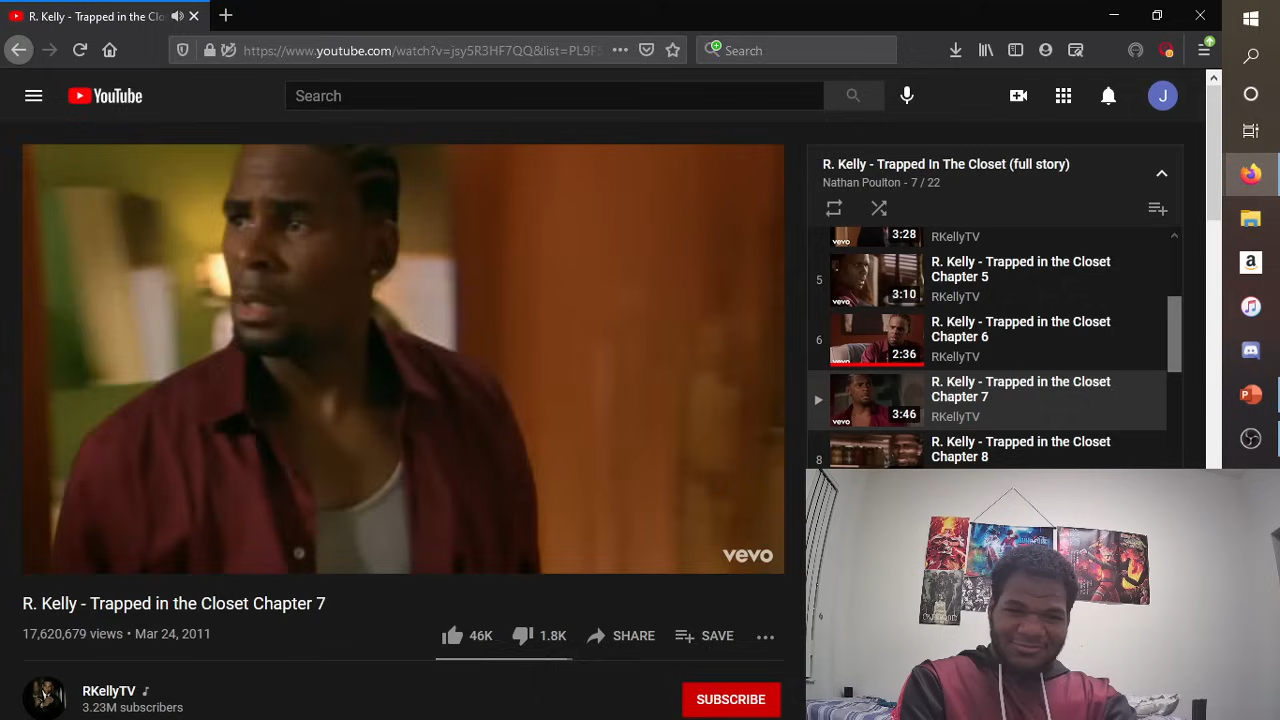 R. Kelly - Trapped in the Clo
Search
https://www.youtube.com/watch?v=jsy5R3HF7QQ&list=PL9F5
YouTube
Search
J
R. Kelly - Trapped In The Closet (full story)
Nathan Poulton - 7 / 22
3:28
vevo
RKellyTV
5
3:10
vevo
R. Kelly - Trapped in the Closet
Chapter 5
RKellyTV
6
2:36
vevo
R. Kelly - Trapped in the Closet
Chapter 6
RKellyTV
3:46
vevo
R. Kelly - Trapped in the Closet
Chapter 7
RKellyTV
8
R. Kelly - Trapped in the Closet
Chapter 8
vevo
R. Kelly - Trapped in the Closet Chapter 7
17,620,679 views • Mar 24, 2011
46K
1.8K
SHARE
SAVE
RKellyTV
3.23M subscribers
SUBSCRIBE